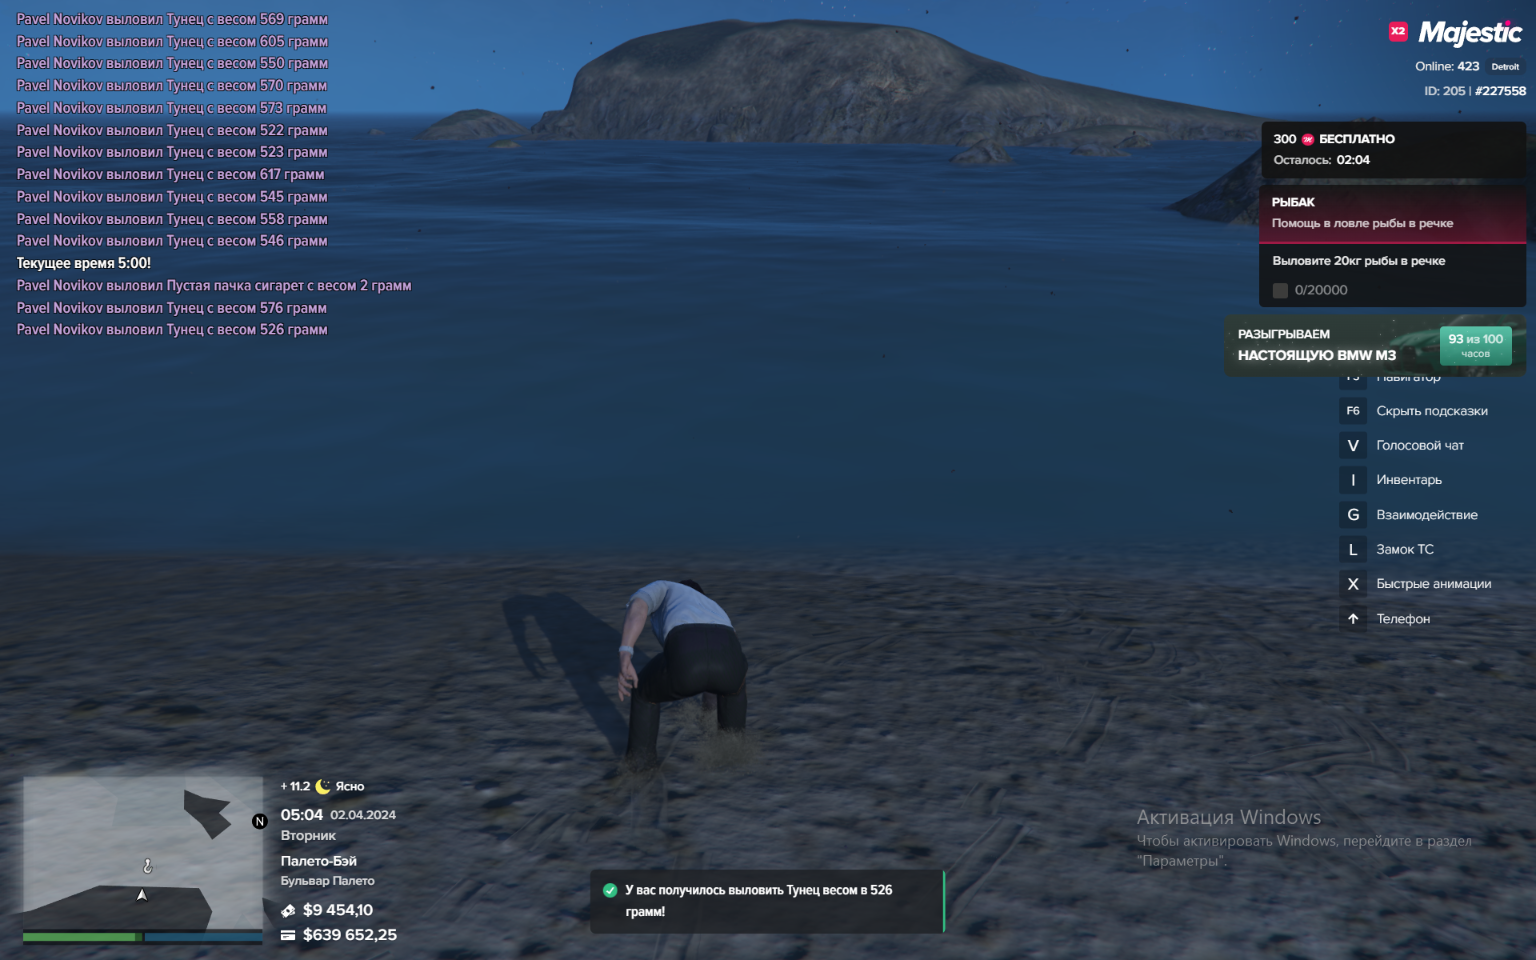 Pavel Novikov выловил Тунец с весом 569 грамм
Pavel Novikov выловил Тунец с весом 605 грамм
Pavel Novikov выловил Тунец с весом 550 грамм
Pavel Novikov выловил Тунец с весом 570 грамм
Pavel Novikov выловил Тунец с весом 573 грамм
Pavel Novikov выловил Тунец с весом 522 грамм
Pavel Novikov выловил Тунец с весом 523 грамм
Pavel Novikov выловил Тунец с весом 617 грамм
Pavel Novikov выловил Тунец с весом 545 грамм
Pavel Novikov выловил Тунец с весом 558 грамм
Pavel Novikov выловил Тунец с весом 546 грамм
Текущее время 5:00!
Pavel Novikov выловил Пустая пачка сигарет с весом 2 грамм
Pavel Novikov выловил Тунец с весом 576 грамм
Pavel Novikov выловил Тунец с весом 526 грамм
X2 Majestic
Online: 423 Detroit
ID: 205 | #227558
300 БЕСПЛАТНО
Осталось: 02:04
РЫБАК
Помощь в ловле рыбы в речке
Выловите 20кг рыбы в речке
0/20000
РАЗЫГРЫВАЕМ
НАСТОЯЩУЮ BMW M3
93 из 100
часов
Навигатор
F6 Скрыть подсказки
V Голосовой чат
I Инвентарь
G Взаимодействие
L Замок ТС
X Быстрые анимации
Телефон
N
+ 11.2 Ясно
05:04 02.04.2024
Вторник
Палето-Бэй
Бульвар Палето
$9 454,10
$639 652,25
У вас получилось выловить Тунец весом в 526
грамм!
Активация Windows
Чтобы активировать Windows, перейдите в раздел
"Параметры".